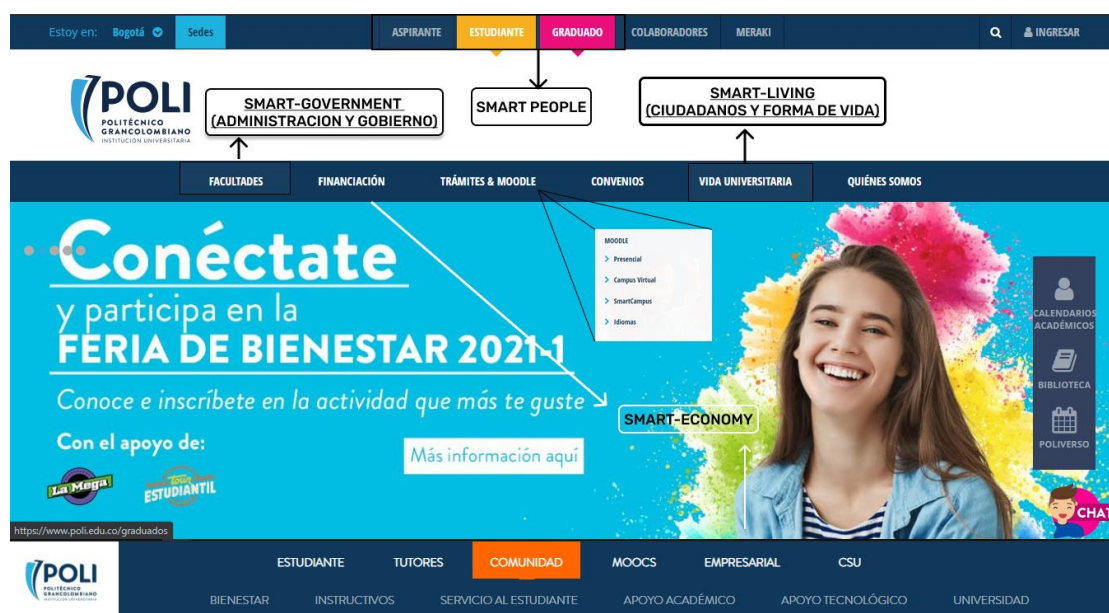 Estoy en: Bogotá Sedes ASPIRANTE ESTUDIANTE GRADUADO COLABORADORES MERAKI INGRESAR
POLI
POLITÉCNICO
GRANCOLOMBIANO
INSTITUCIÓN UNIVERSITARIA
SMART-GOVERNMENT
(ADMINISTRACION Y GOBIERNO)
SMART PEOPLE
SMART-LIVING
(CIUDADANOS Y FORMA DE VIDA)
FACULTADES FINANCIACIÓN TRÁMITES & MOODLE CONVENIOS VIDA UNIVERSITARIA QUIÉNES SOMOS
Conéctate
y participa en la
FERIA DE BIENESTAR 2021-1
Conoce e inscríbete en la actividad que más te guste
Con el apoyo de:
La Mega
tour
ESTUDIANTIL
Más información aquí
MOODLE
Presencial
Campus Virtual
SmartCampus
Idiomas
SMART-ECONOMY
CALENDARIOS
ACADÉMICOS
BIBLIOTECA
POLIVERSO
CHAT
https://www.poli.edu.co/graduados
POLI
POLITÉCNICO
GRANCOLOMBIANO
ESTUDIANTE TUTORES COMUNIDAD MOOCS EMPRESARIAL CSU
BIENESTAR INSTRUCTIVOS SERVICIO AL ESTUDIANTE APOYO ACADÉMICO APOYO TECNOLÓGICO UNIVERSIDAD